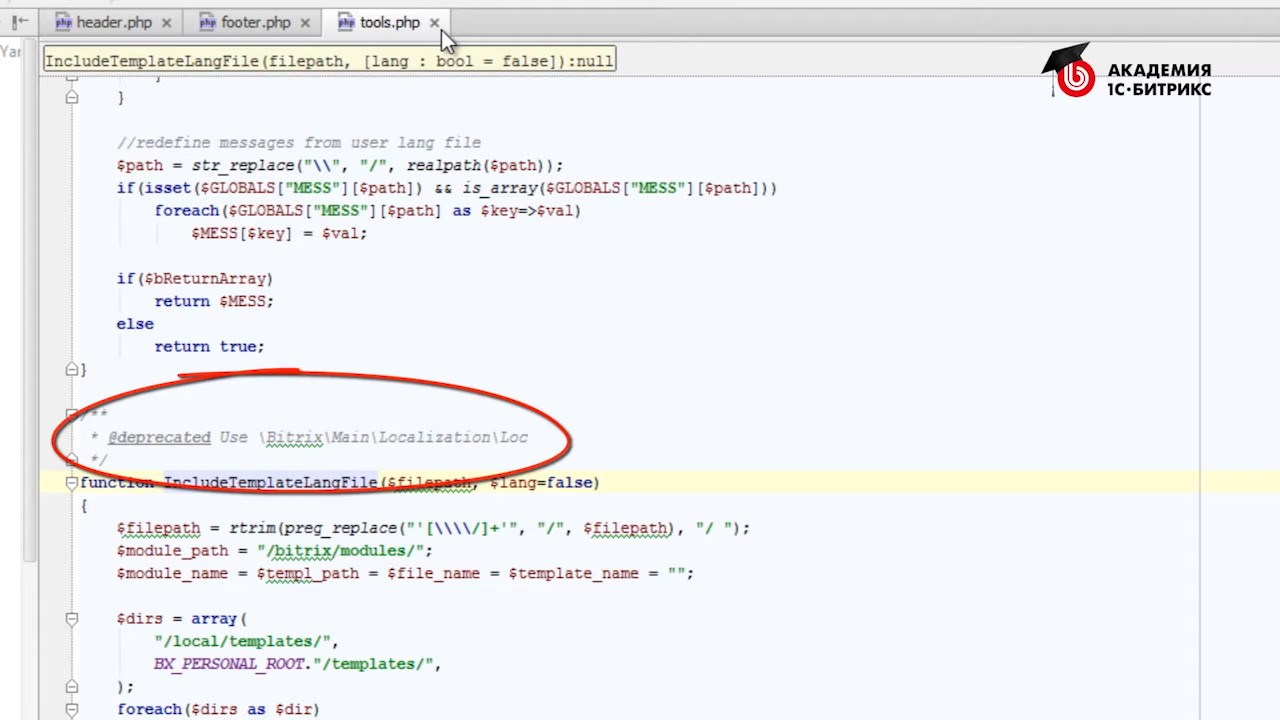 header.php
footer.php
tools.php
Yar
IncludeTemplateLangFile(filepath, [lang : bool = false]):null
АКАДЕМИЯ
1С·БИТРИКС
}
//redefine messages from user lang file
$path = str_replace("\\", "/", realpath($path));
if(isset($GLOBALS["MESS"][$path]) && is_array($GLOBALS["MESS"][$path]))
foreach($GLOBALS["MESS"][$path] as $key=>$val)
$MESS[$key] = $val;
if($bReturnArray)
return $MESS;
else
return true;
}
/**
* @deprecated Use \Bitrix\Main\Localization\Loc
*/
function IncludeTemplateLangFile($filepath, $lang=false)
{
$filepath = rtrim(preg_replace("'[\\\\/]+'", "/", $filepath), "/ ");
$module_path = "/bitrix/modules/";
$module_name = $templ_path = $file_name = $template_name = "";
$dirs = array(
"/local/templates/",
BX_PERSONAL_ROOT."/templates/",
);
foreach($dirs as $dir)